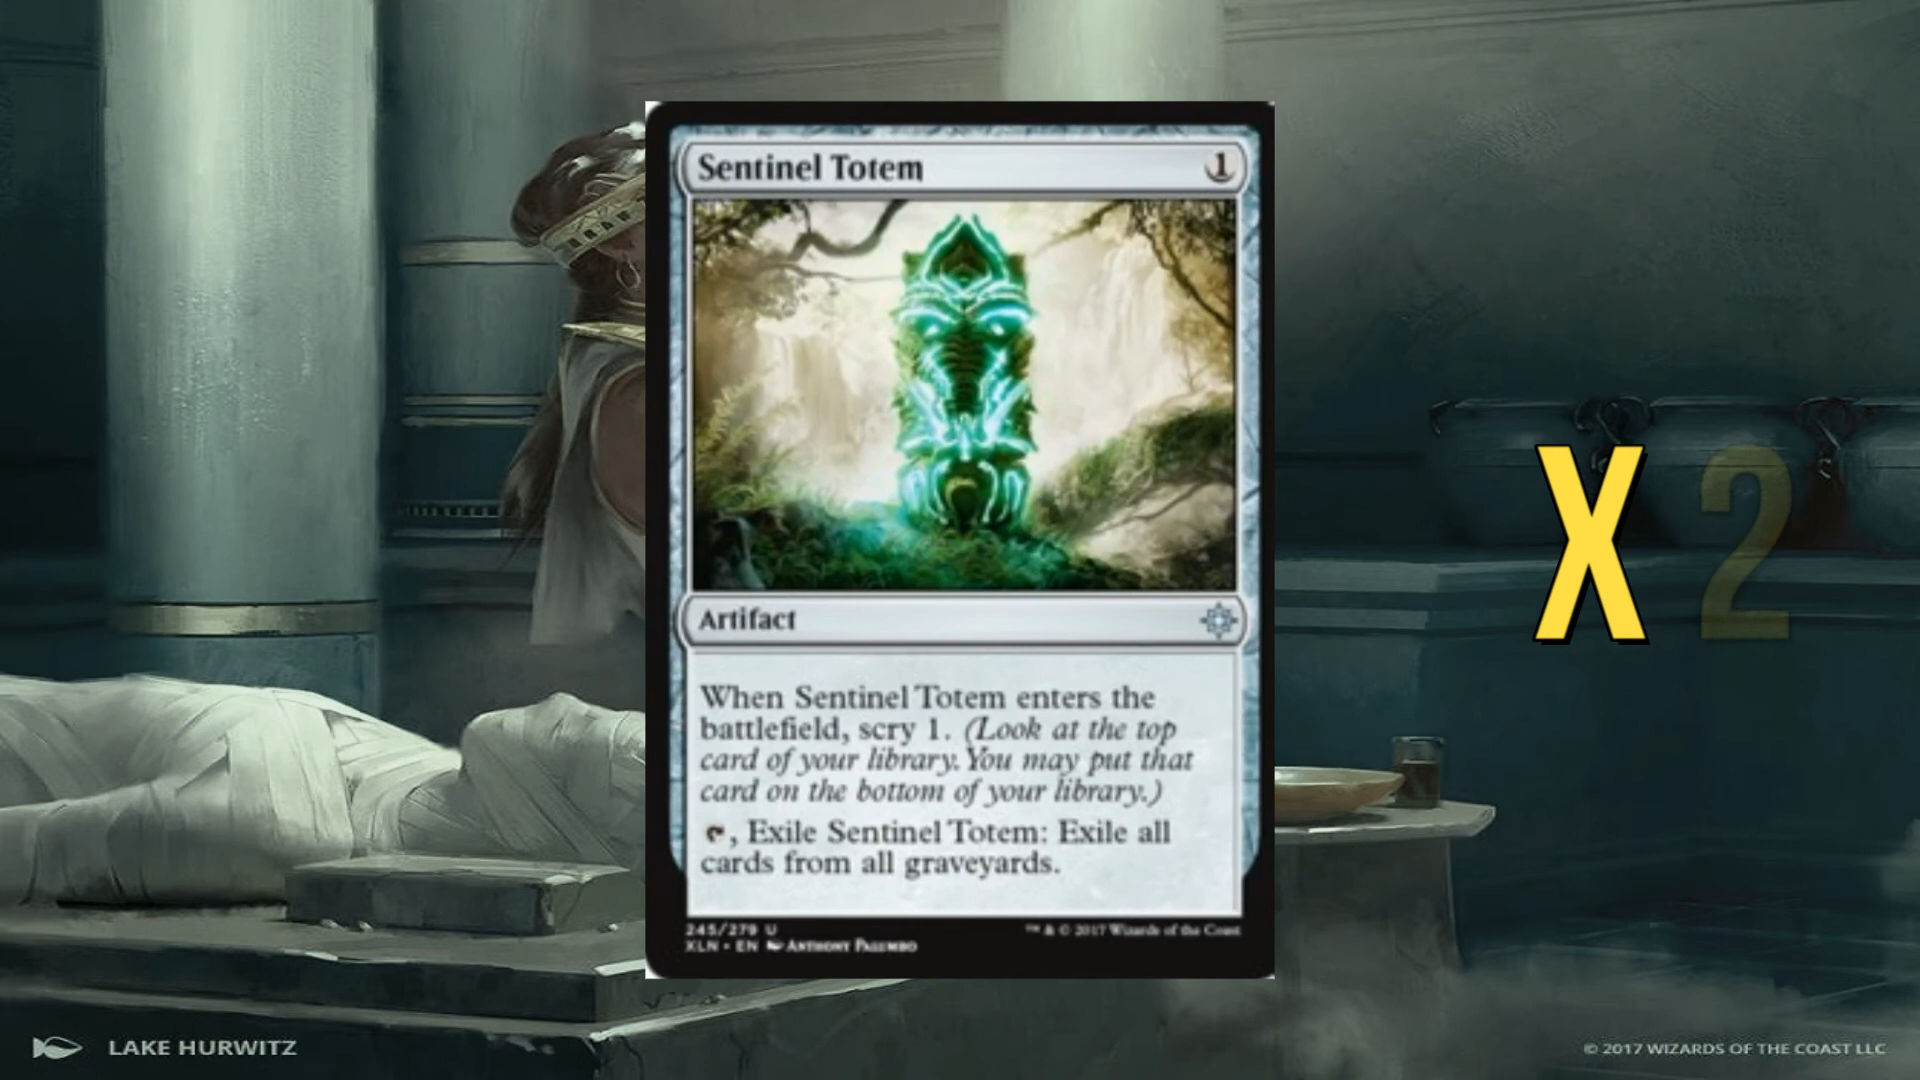 Sentinel Totem 1
X 2
Artifact
When Sentinel Totem enters the
battlefield, scry 1. (Look at the top
card of your library. You may put that
card on the bottom of your library.)
, Exile Sentinel Totem: Exile all
cards from all graveyards.
245/279 U
XLN • EN Anthony Palumbo
™ & © 2017 Wizards of the Coast
LAKE HURWITZ
© 2017 WIZARDS OF THE COAST LLC